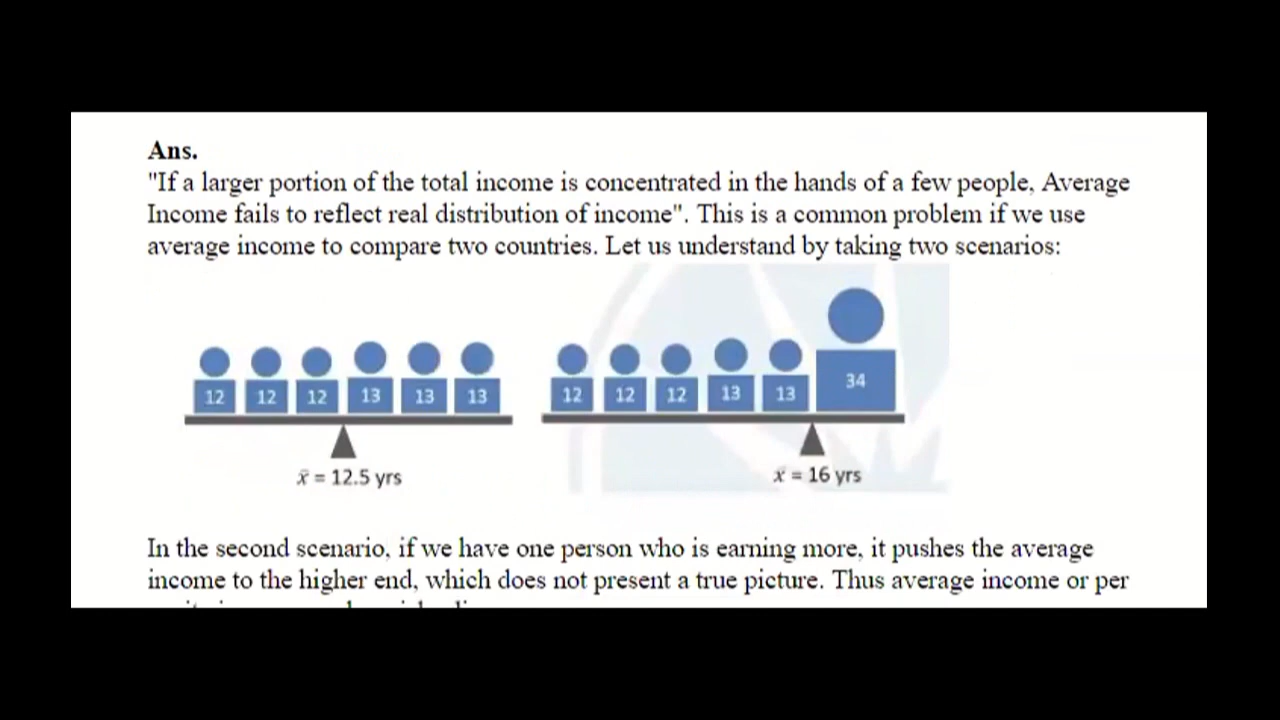 Ans.
"If a larger portion of the total income is concentrated in the hands of a few people, Average
Income fails to reflect real distribution of income". This is a common problem if we use
average income to compare two countries. Let us understand by taking two scenarios:
12 12 12 13 13 13
x̄ = 12.5 yrs
12 12 12 13 13 34
x̄ = 16 yrs
In the second scenario, if we have one person who is earning more, it pushes the average
income to the higher end, which does not present a true picture. Thus average income or per